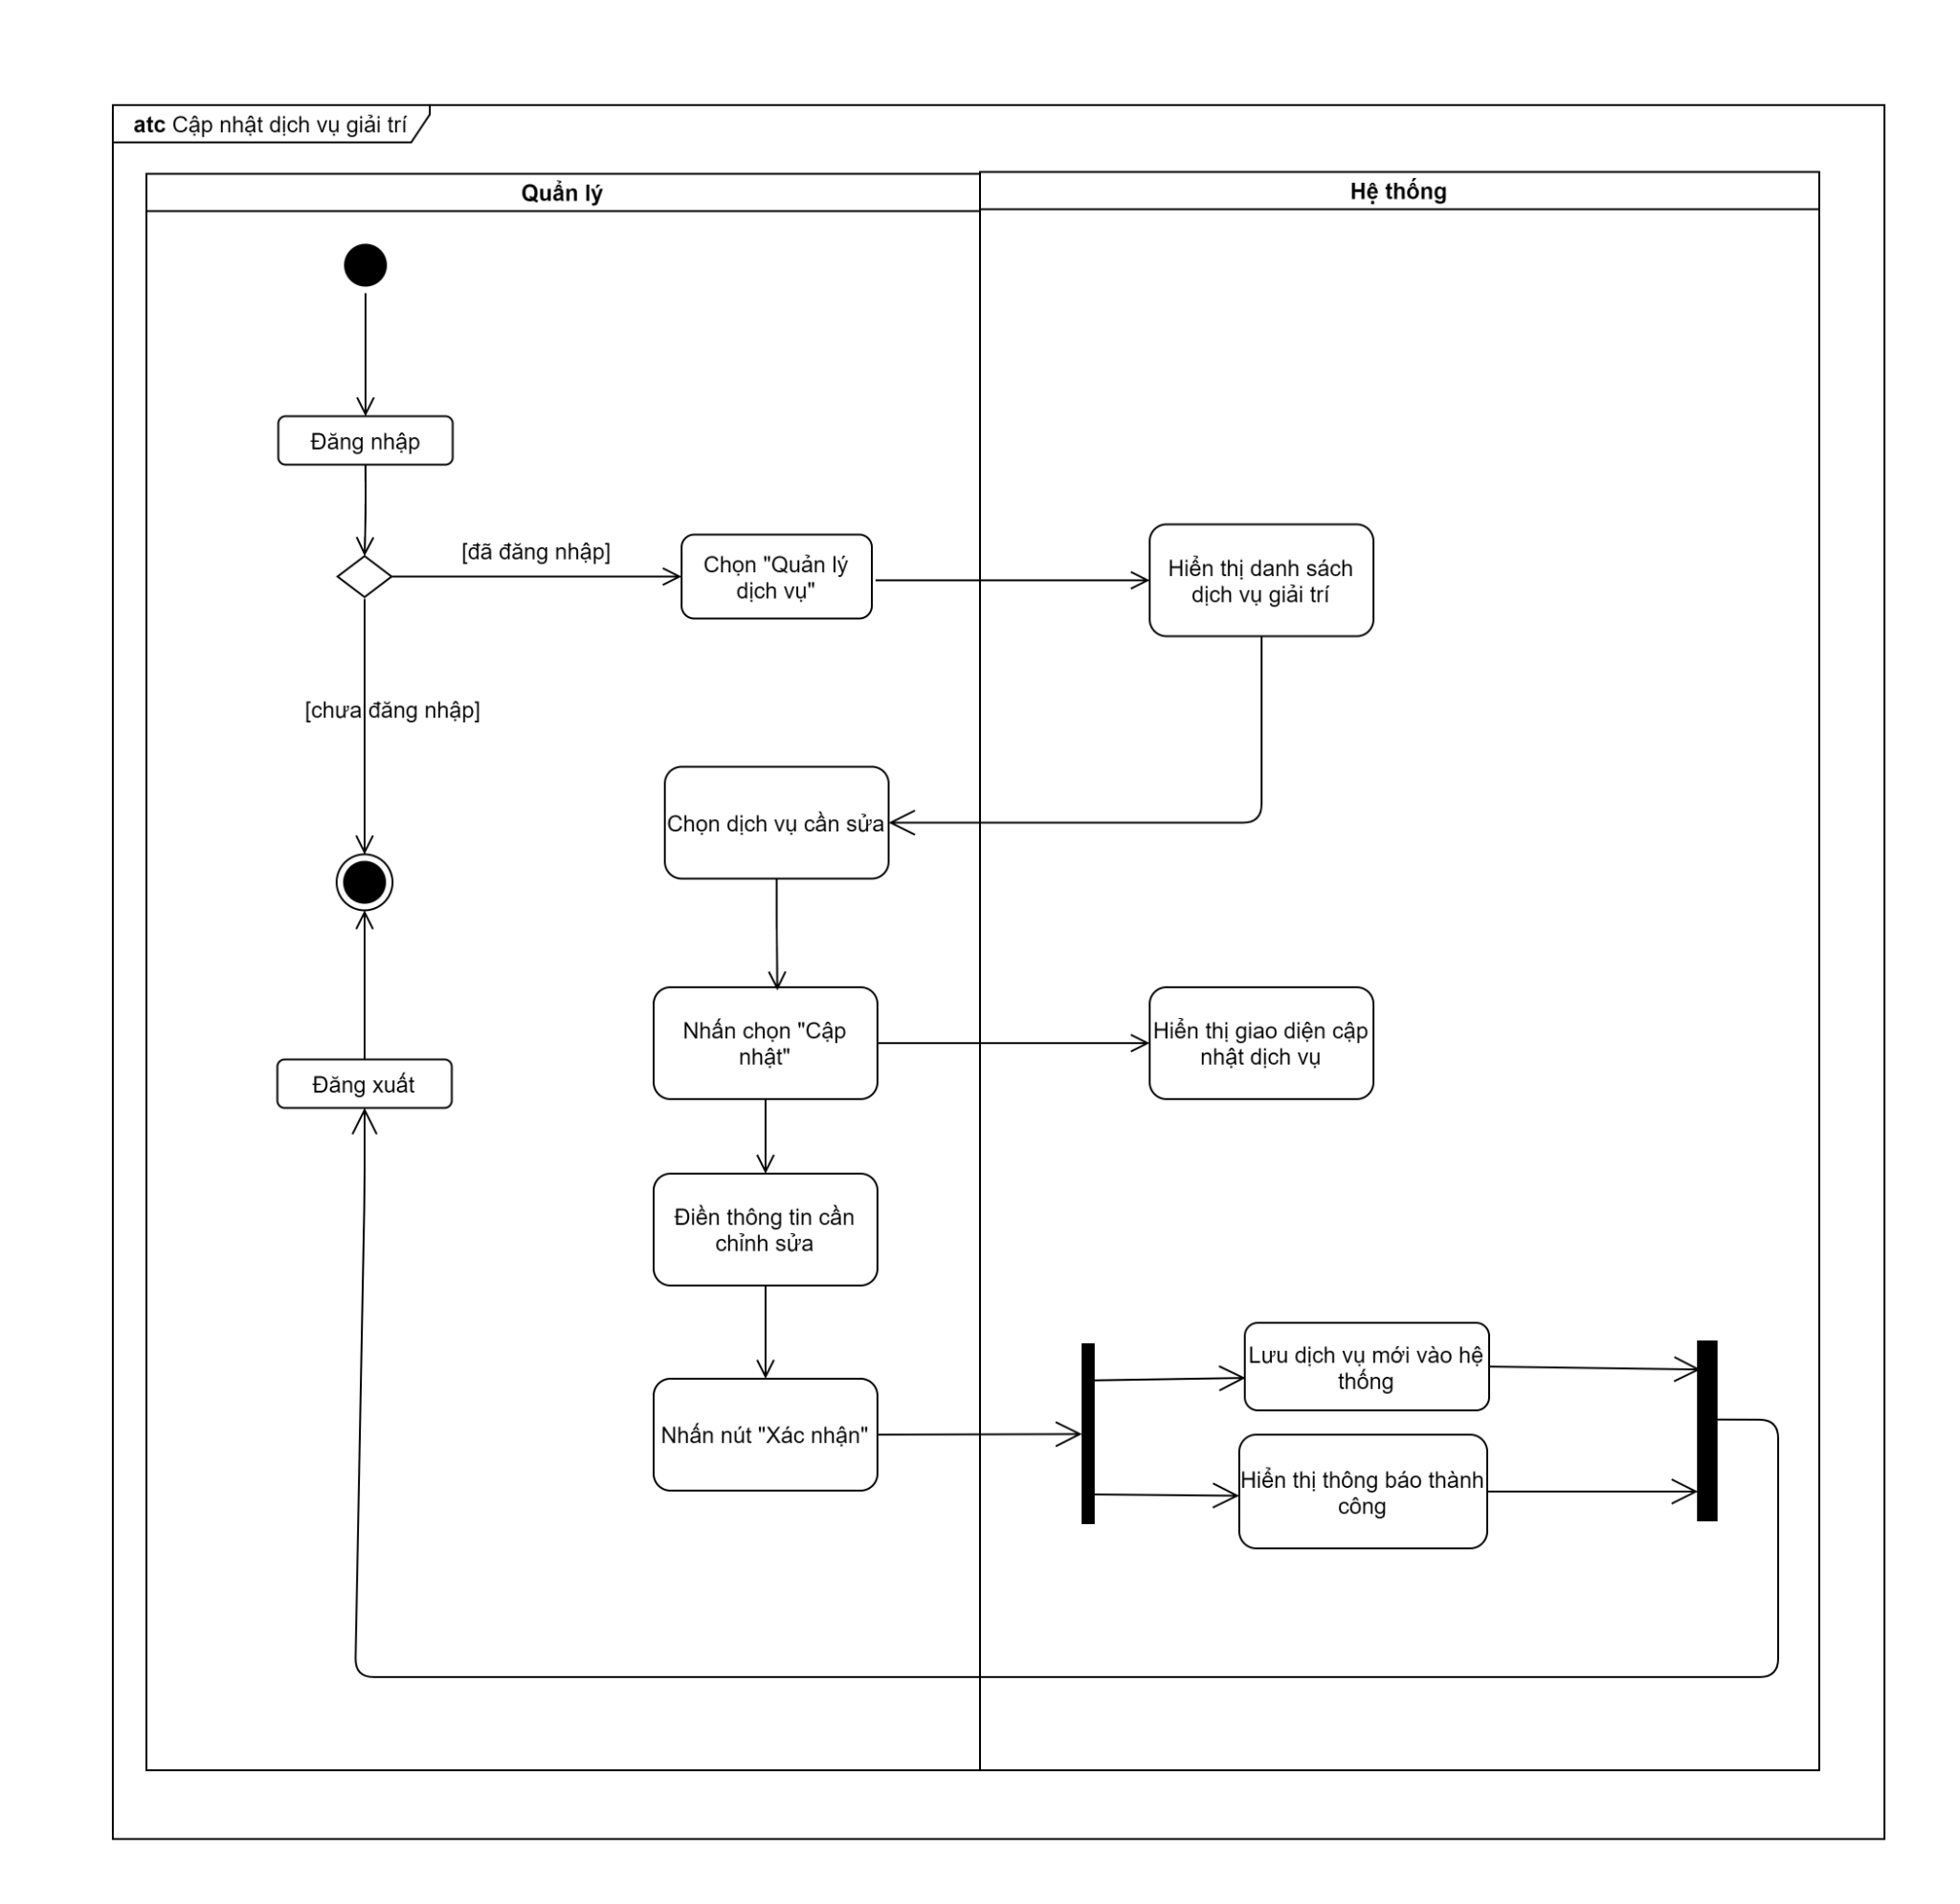 atc Cập nhật dịch vụ giải trí
Quản lý
Hệ thống
Đăng nhập
[đã đăng nhập]
Chọn "Quản lý
dịch vụ"
Hiển thị danh sách
dịch vụ giải trí
[chưa đăng nhập]
Chọn dịch vụ cần sửa
Nhấn chọn "Cập
nhật"
Hiển thị giao diện cập
nhật dịch vụ
Đăng xuất
Điền thông tin cần
chỉnh sửa
Nhấn nút "Xác nhận"
Lưu dịch vụ mới vào hệ
thống
Hiển thị thông báo thành
công